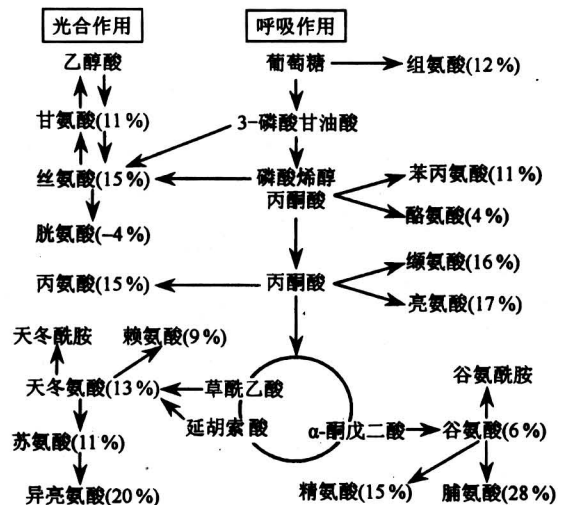 光合作用 呼吸作用
乙醇酸 葡萄糖 组氨酸(12%)
甘氨酸(11%) 3-磷酸甘油酸
丝氨酸(15%) 磷酸烯醇 苯丙氨酸(11%)
丙酮酸 酪氨酸(4%)
胱氨酸(-4%)
缬氨酸(16%)
丙氨酸(15%) 丙酮酸
亮氨酸(17%)
天冬酰胺 赖氨酸(9%)
谷氨酰胺
天冬氨酸(13%) 草酰乙酸
延胡索酸 α-酮戊二酸 谷氨酸(6%)
苏氨酸(11%)
异亮氨酸(20%) 精氨酸(15%) 脯氨酸(28%)